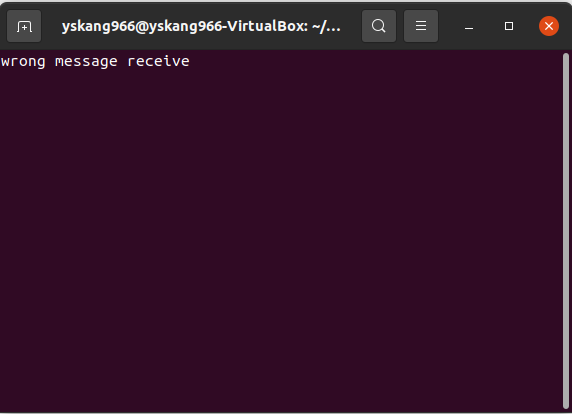 yskang966@yskang966-VirtualBox: ~/...
wrong message receive